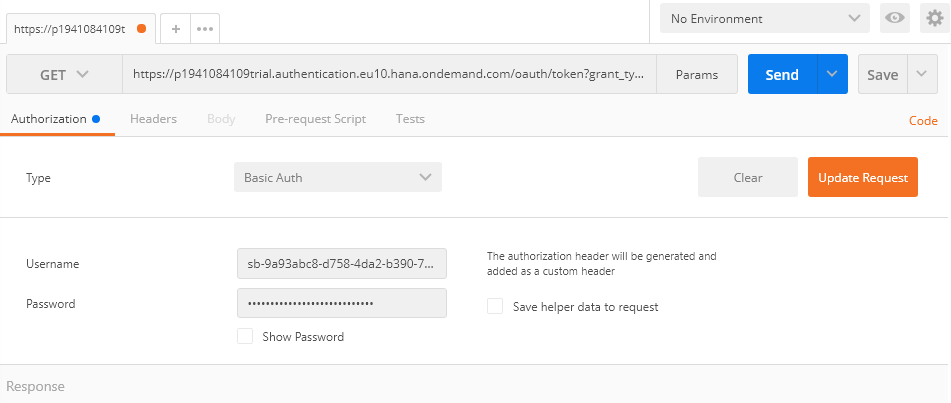 https://p1941084109t
No Environment
GET https://p1941084109trial.authentication.eu10.hana.ondemand.com/oauth/token?grant_ty... Params Send Save
Authorization Headers Body Pre-request Script Tests Code
Type Basic Auth Clear Update Request
Username sb-9a93abc8-d758-4da2-b390-7...
The authorization header will be generated and
added as a custom header
Password •••••••••••••••••••••••••••• Save helper data to request
Show Password
Response